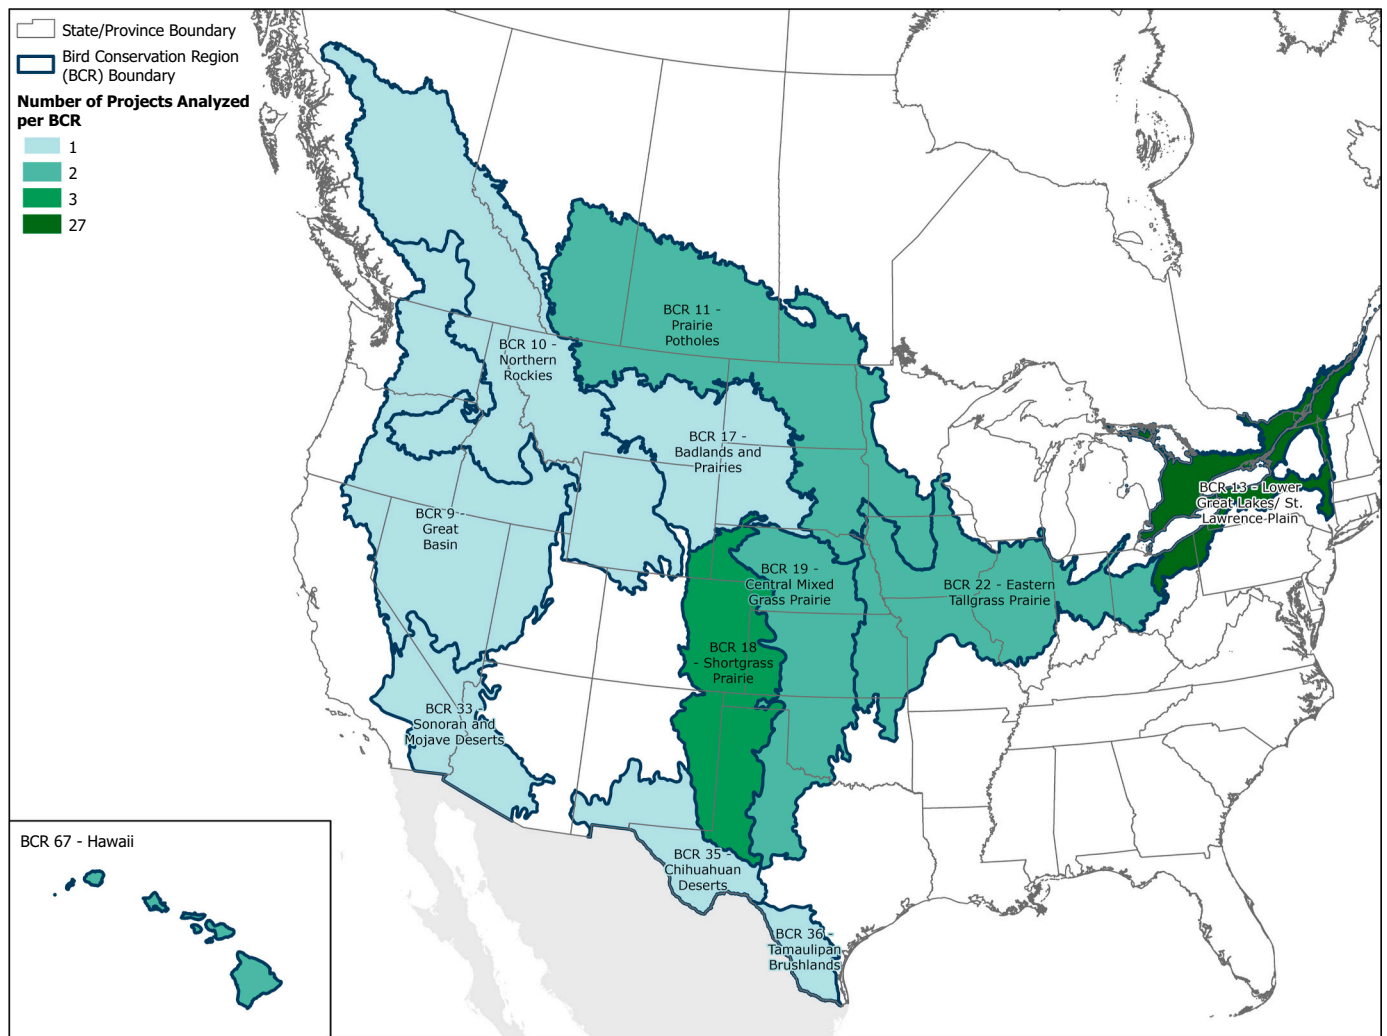 State/Province Boundary
Bird Conservation Region
(BCR) Boundary
Number of Projects Analyzed
per BCR
1
2
3
27
BCR 11 -
Prairie
Potholes
BCR 10 -
Northern
Rockies
BCR 17 -
Badlands and
Prairies
BCR 13 - Lower
Great Lakes/ St.
Lawrence Plain
BCR 9 -
Great
Basin
BCR 19 -
Central Mixed
Grass Prairie
BCR 22 - Eastern
Tallgrass Prairie
BCR 18
- Shortgrass
Prairie
BCR 33 -
Sonoran and
Mojave Deserts
BCR 35 -
Chihuahuan
Deserts
BCR 36 -
Tamaulipan
Brushlands
BCR 67 - Hawaii